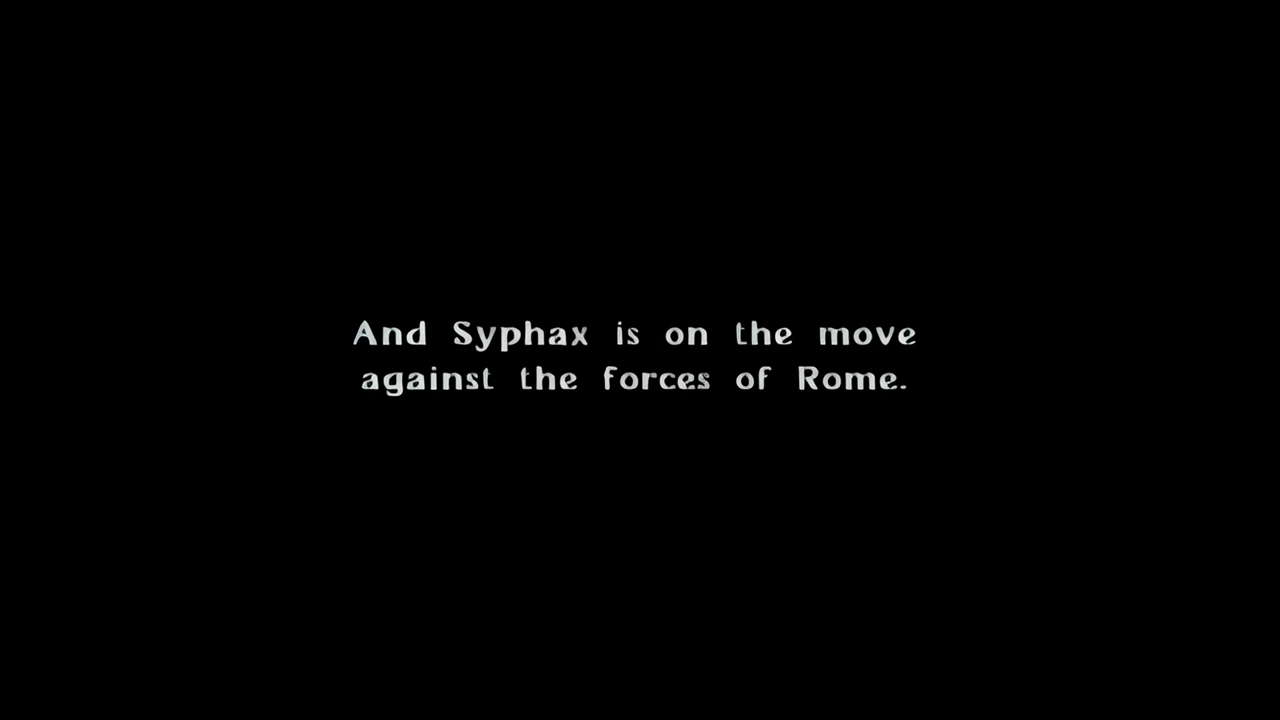 And Syphax is on the move
against the forces of Rome.